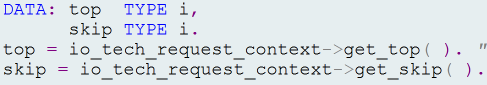 DATA: top  TYPE i,
      skip TYPE i.
top = io_tech_request_context->get_top( ). "
skip = io_tech_request_context->get_skip( ).